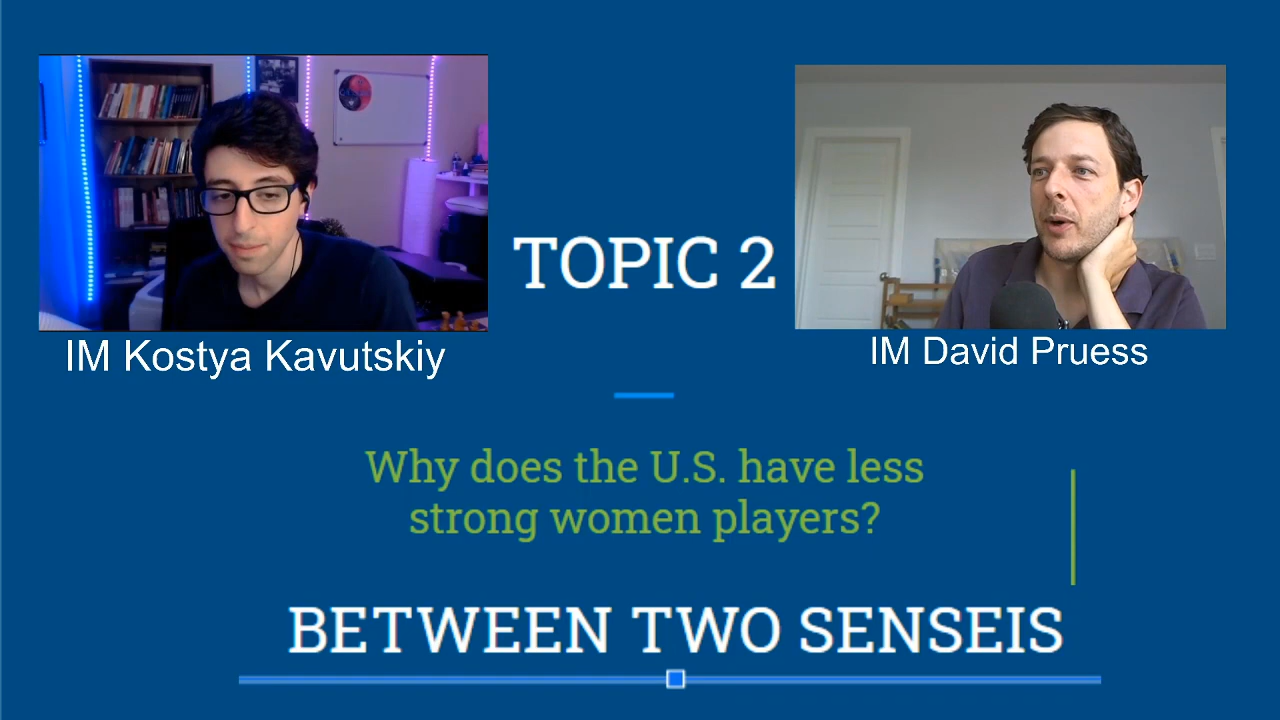 TOPIC 2
IM Kostya Kavutskiy
IM David Pruess
Why does the U.S. have less
strong women players?
BETWEEN TWO SENSEIS